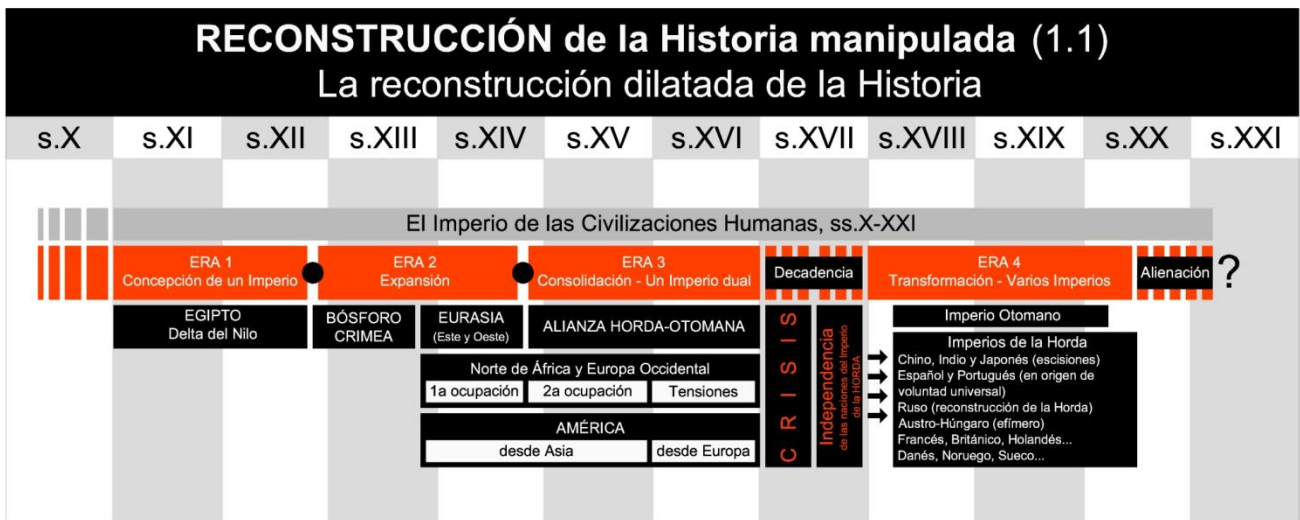 RECONSTRUCCIÓN de la Historia manipulada (1.1)
La reconstrucción dilatada de la Historia
s.X s.XI s.XII s.XIII s.XIV s.XV s.XVI s.XVII s.XVIII s.XIX s.XX s.XXI
El Imperio de las Civilizaciones Humanas, ss.X-XXI
ERA 1
Concepción de un Imperio
ERA 2
Expansión
ERA 3
Consolidación - Un Imperio dual
Decadencia
ERA 4
Transformación - Varios Imperios
Alienación
?
EGIPTO
Delta del Nilo
BÓSFORO
CRIMEA
EURASIA
(Este y Oeste)
ALIANZA HORDA-OTOMANA
Norte de África y Europa Occidental
1a ocupación
2a ocupación
Tensiones
AMÉRICA
desde Asia
desde Europa
CRISIS
Independencia
de las naciones del Imperio
de la HORDA
Imperio Otomano
Imperios de la Horda
Chino, Indio y Japonés (escisiones)
Español y Portugués (en origen de
voluntad universal)
Ruso (reconstrucción de la Horda)
Austro-Húngaro (efímero)
Francés, Británico, Holandés...
Danés, Noruego, Sueco...